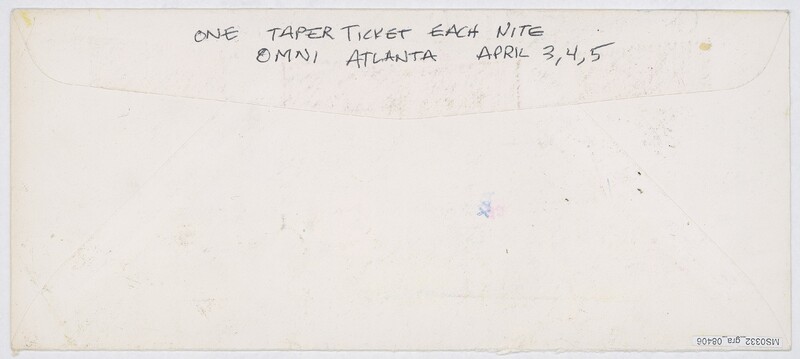 ONE TAPER TICKET EACH NITE
OMNI ATLANTA APRIL 3, 4, 5
MS0332_gra_08406